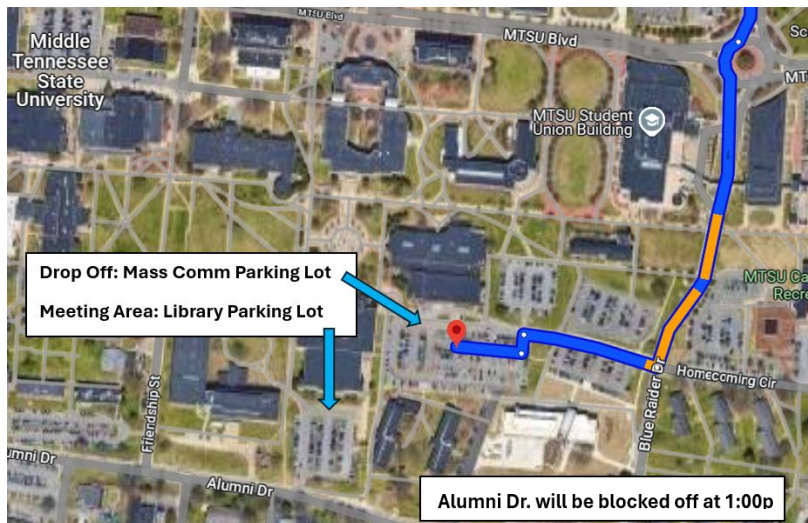 MTSU Blvd
MTSU Blvd
Sc
Middle
Tennessee
State
University
MT
MTSU Student
Union Building
MTSU Ca
Recre
Drop Off: Mass Comm Parking Lot
Meeting Area: Library Parking Lot
Homecoming Cir
Blue Raider Dr
Friendship St
umni Dr
Alumni Dr
Alumni Dr. will be blocked off at 1:00p